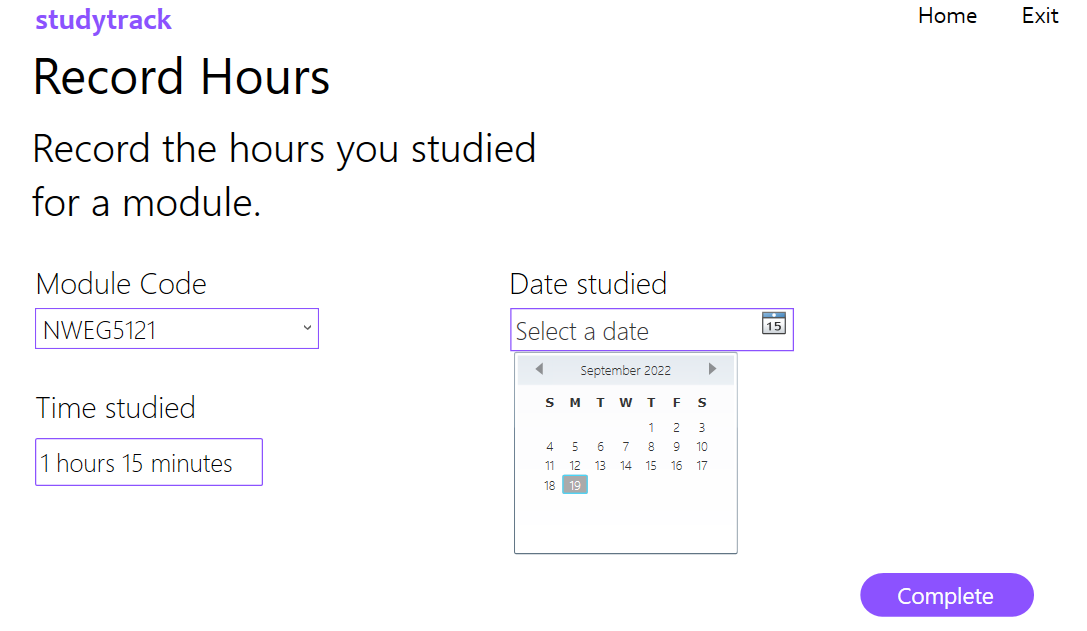 studytrack
Home
Exit
Record Hours
Record the hours you studied
for a module.
Module Code
Date studied
NWEG5121
Select a date
15
September 2022
S M T W T F S
1 2 3
4 5 6 7 8 9 10
11 12 13 14 15 16 17
18 19
Time studied
1 hours 15 minutes
Complete